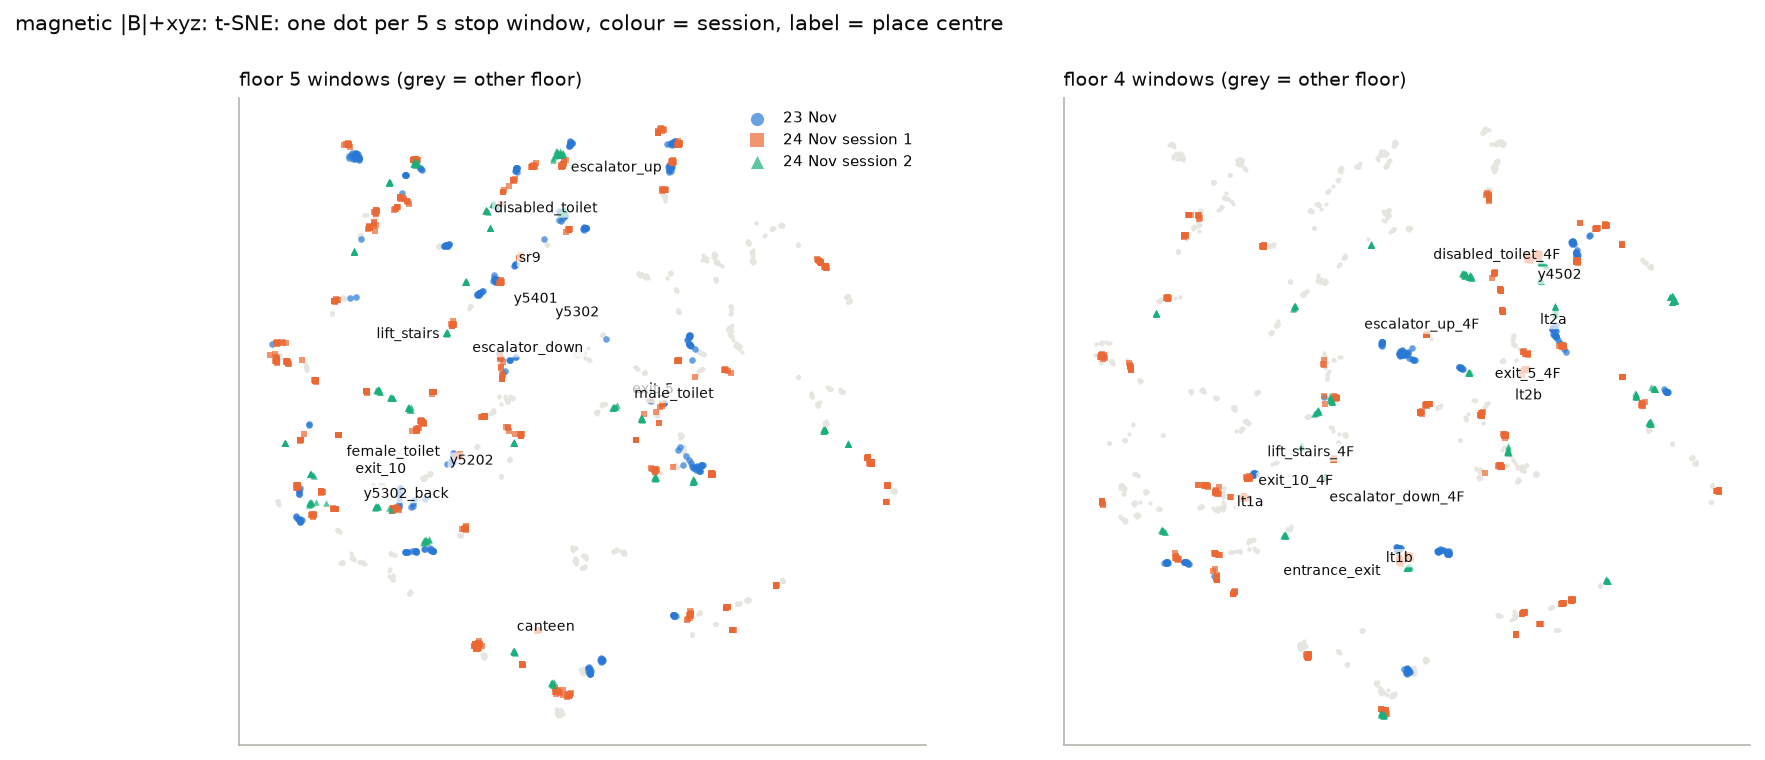 magnetic |B|+xyz: t-SNE: one dot per 5 s stop window, colour = session, label = place centre
floor 5 windows (grey = other floor)
23 Nov
24 Nov session 1
24 Nov session 2
escalator_up
disabled_toilet
sr9
y5401
y5302
lift_stairs
escalator_down
exit_5
male_toilet
female_toilet
y5202
exit_10
y5302_back
canteen
floor 4 windows (grey = other floor)
disabled_toilet_4F
y4502
lt2a
escalator_up_4F
exit_5_4F
lt2b
lift_stairs_4F
exit_10_4F
escalator_down_4F
lt1a
lt1b
entrance_exit